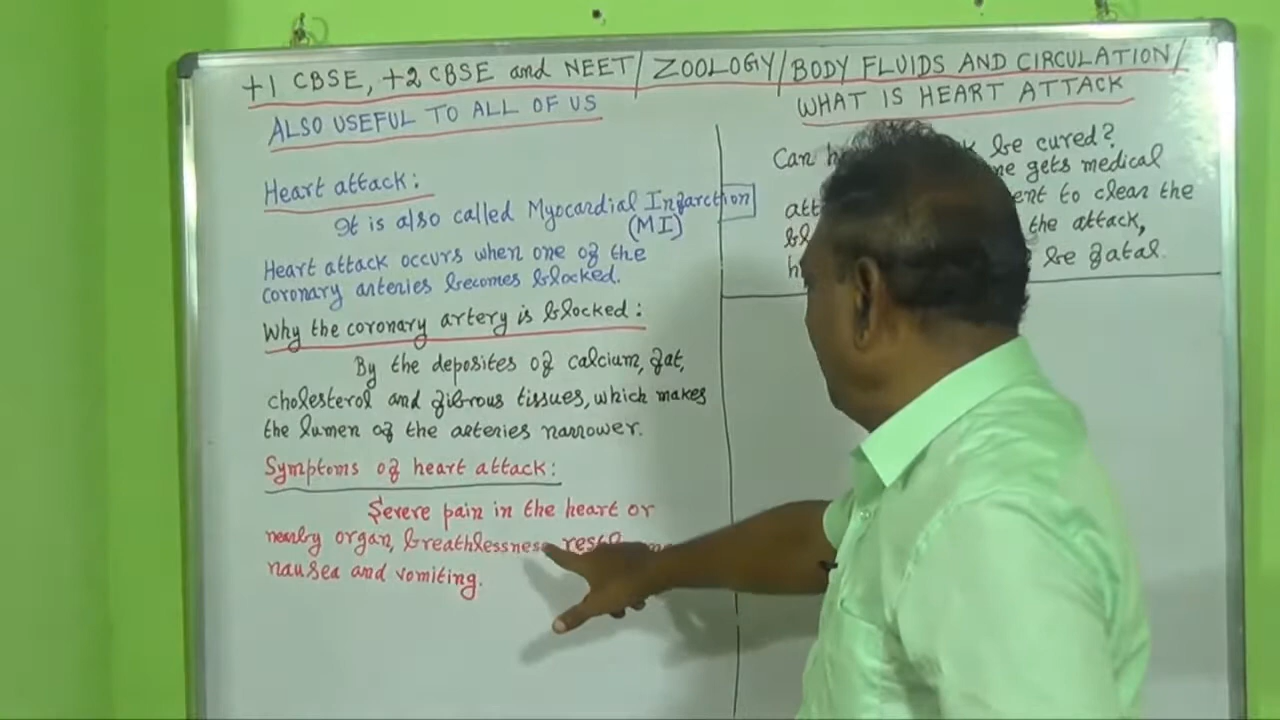 +1 CBSE, +2 CBSE and NEET/ ZOOLOGY/ BODY FLUIDS AND CIRCULATION/
WHAT IS HEART ATTACK
ALSO USEFUL TO ALL OF US
Heart attack:
It is also called Myocardial Infarction
(MI)
Heart attack occurs when one of the
coronary arteries becomes blocked.
Why the coronary artery is blocked:
By the deposites of calcium, fat,
cholesterol and fibrous tissues, which makes
the lumen of the arteries narrower.
Symptoms of heart attack:
Severe pain in the heart or
nearby organ, breathlessness
nausea and vomiting.
Can be cured?
gets medical
to clear the
the attack,
be fatal.